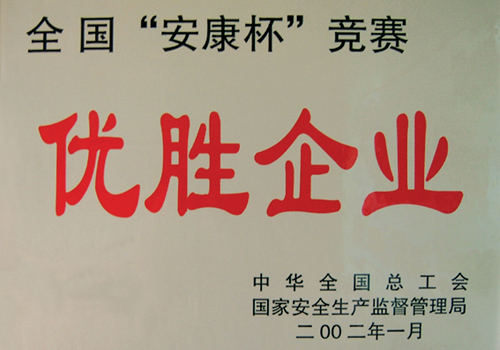 全国“安康杯”竞赛
优胜企业
中华全国总工会
国家安全生产监督管理局
二00二年一月